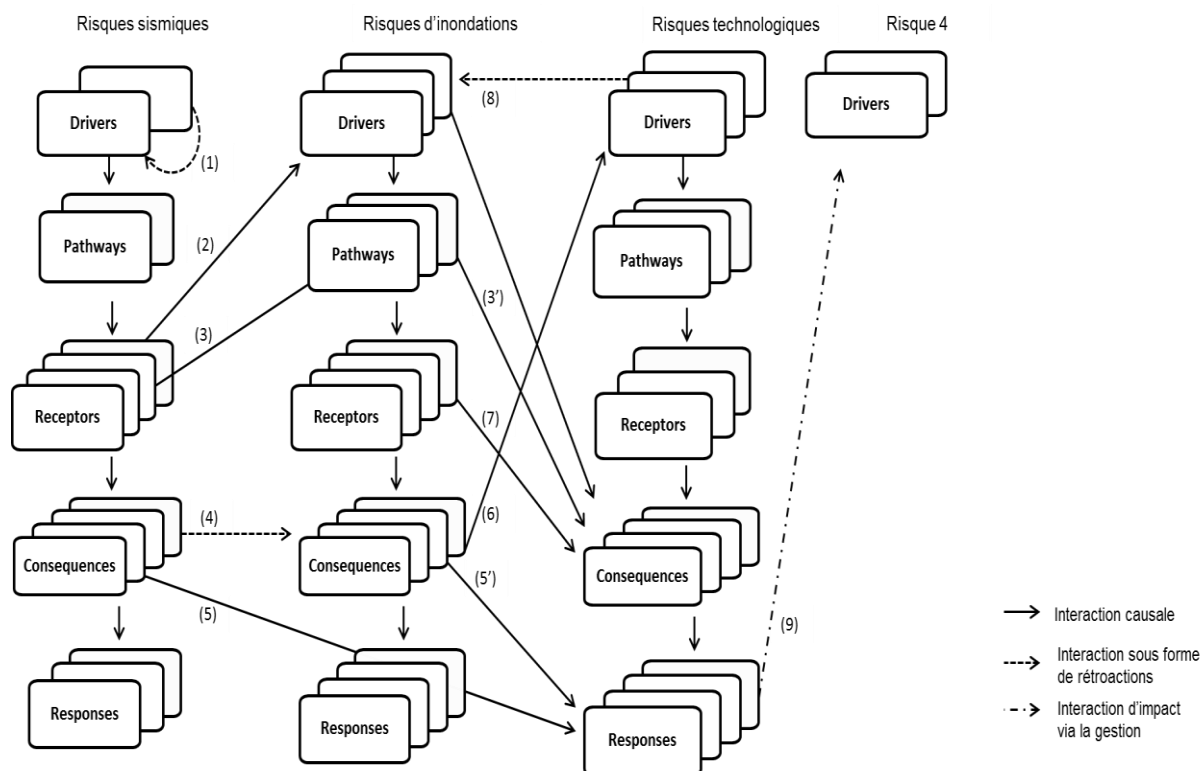 Risques sismiques
Risques d'inondations
Risques technologiques
Risque 4
Drivers
Drivers
Drivers
Drivers
(8)
(1)
(2)
Pathways
Pathways
Pathways
(3)
(3')
Receptors
Receptors
Receptors
(7)
(4)
(6)
Consequences
Consequences
Consequences
(5)
(5')
(9)
Responses
Responses
Responses
Interaction causale
Interaction sous forme
de rétroactions
Interaction d'impact
via la gestion